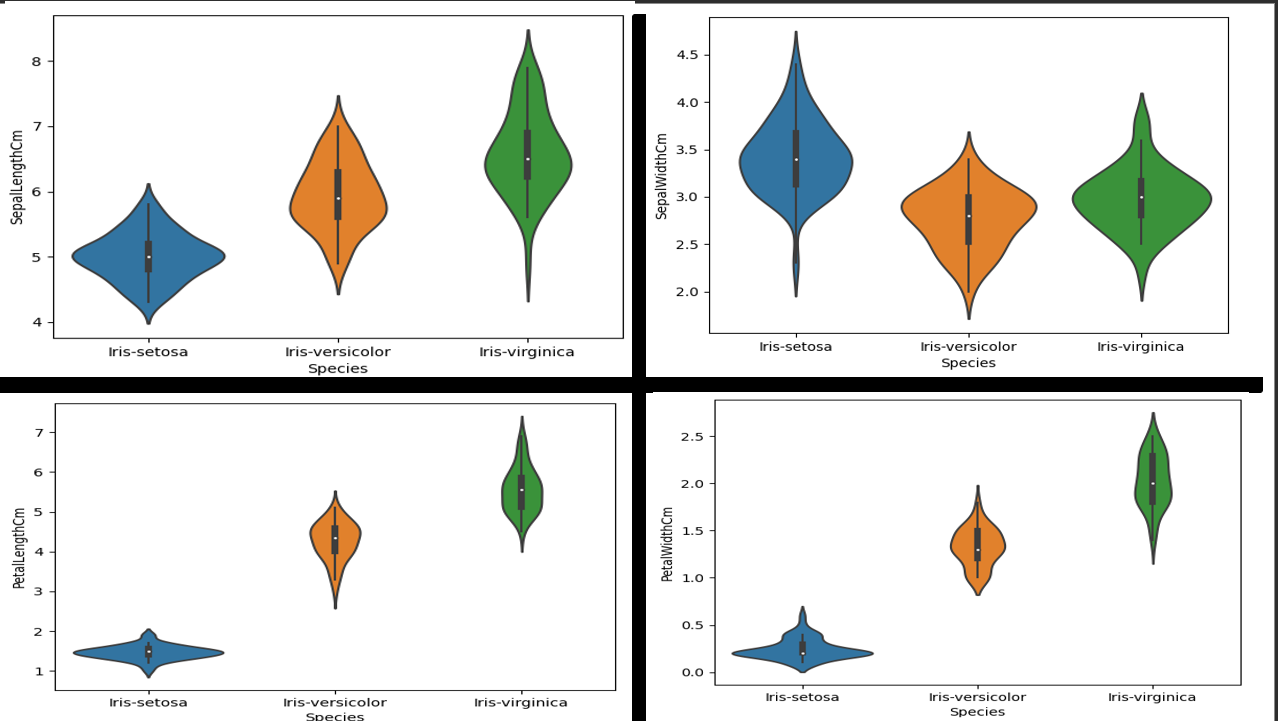 SepalLengthCm
8
7
6
5
4
Iris-setosa Iris-versicolor Iris-virginica
Species
SepalWidthCm
4.5
4.0
3.5
3.0
2.5
2.0
Iris-setosa Iris-versicolor Iris-virginica
Species
PetalLengthCm
7
6
5
4
3
2
1
Iris-setosa Iris-versicolor Iris-virginica
Species
PetalWidthCm
2.5
2.0
1.5
1.0
0.5
0.0
Iris-setosa Iris-versicolor Iris-virginica
Species